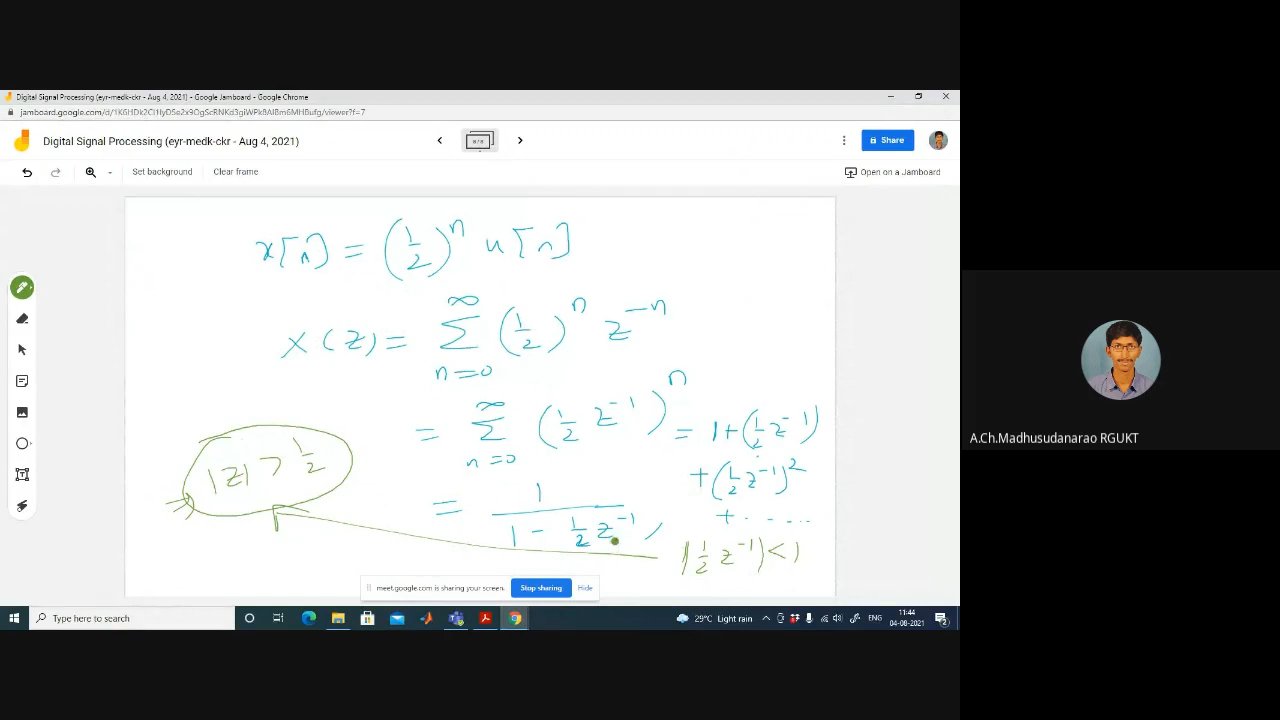 Digital Signal Processing (eyr-medk-ckr - Aug 4, 2021) - Google Jamboard - Google Chrome
Digital Signal Processing (eyr-medk-ckr - Aug 4, 2021)
8/8
Share
Set background
Clear frame
Open on a Jamboard
x[n] = (1/2)^n u[n]
X(z) = Σ_{n=0}^{∞} (1/2)^n z^{-n}
= Σ_{n=0}^{∞} (1/2 z^{-1})^n = 1 + (1/2 z^{-1})
+ (1/2 z^{-1})^2
+ ......
|z| > 1/2
= 1 / (1 - 1/2 z^{-1}),
|1/2 z^{-1}| < 1
A.Ch.Madhusudanarao RGUKT
meet.google.com is sharing your screen.
Stop sharing
Hide
Type here to search
29°C Light rain
ENG
11:44
04-08-2021
2